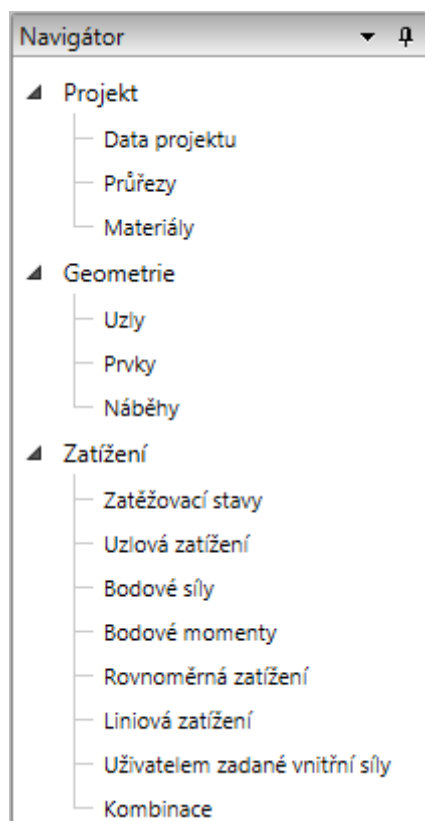 Navigátor
Projekt
Data projektu
Průřezy
Materiály
Geometrie
Uzly
Prvky
Náběhy
Zatížení
Zatěžovací stavy
Uzlová zatížení
Bodové síly
Bodové momenty
Rovnoměrná zatížení
Liniová zatížení
Uživatelem zadané vnitřní síly
Kombinace